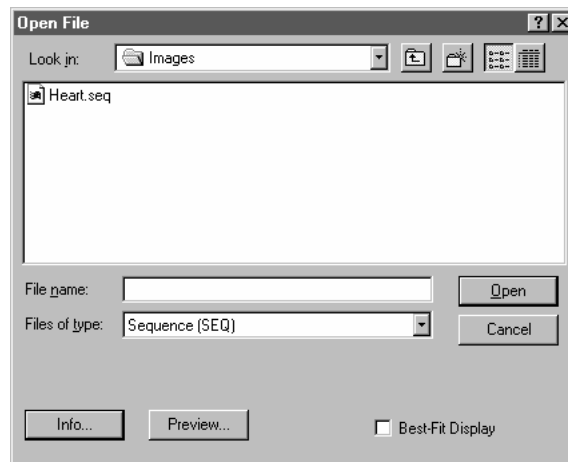 Open File
Look in: Images
Heart.seq
File name:
Open
Files of type: Sequence (SEQ)
Cancel
Info... Preview... Best-Fit Display